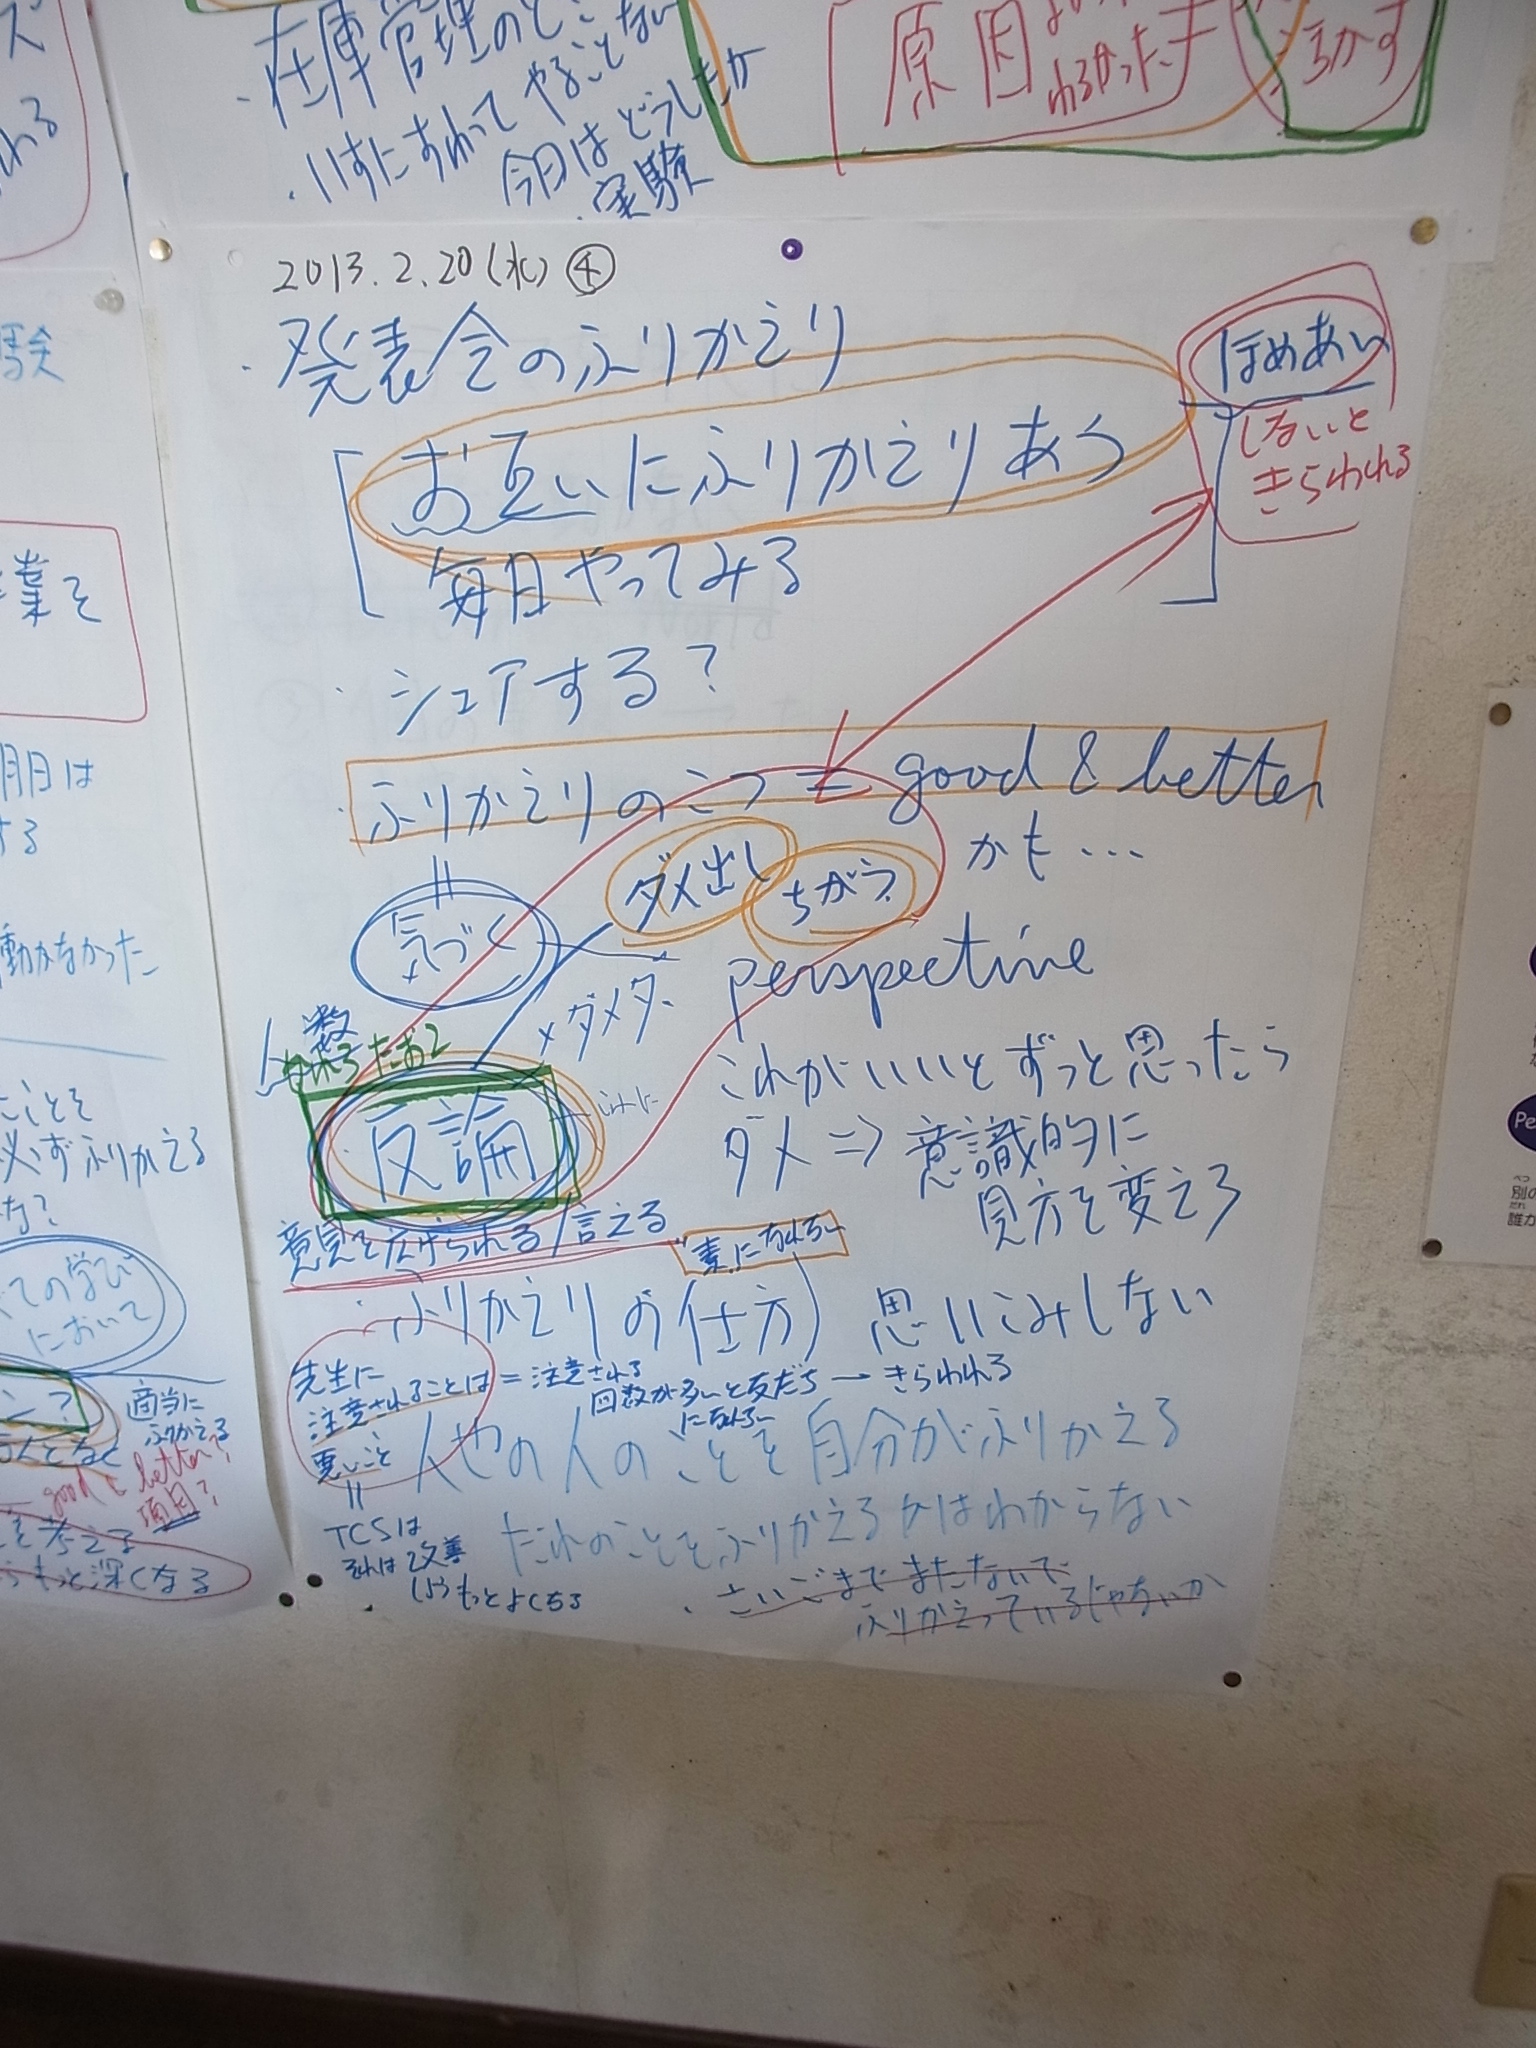 在庫管理のとこ
・いすにすわってやることない
今日はどうしたか
・実験
原因
わるかった
うかす
2013.2.20(水)④
・発表会のふりかえり
ほめあい
しないと
きらわれる
お互いにふりかえりあう
毎日やってみる
・シェアする?
・ふりかえりのこつ = good & better
かも…
ダメ出し
ちがう
気づく
×ダメダ
perspective
人数
なれるため2
反論
これがいいとずっと思ったら
ダメ⇒意識的に
見方を変えろ
意見を広げられる/言える
素になれる
・ふりかえりの仕方
思いこみしない
先生に
注意されることは=注意される
回数が多いと友だち→きらわれる
になれる
悪いこと
人やの人のことを自分がふりかえる
TCSは
それは改善
しようもっとよくなる
だれのことをふりかえるかはわからない
・さいごまでまたないで
ふりかえっているじゃないか
ズ
れる
験
業を
明日は
する
動かなかった
ことを
必ずふりかえる
な?
ての学び
において
適当に
ふりかえる
good & better?
項目?
を考える
もっと深くなる
Pe
別の
誰か